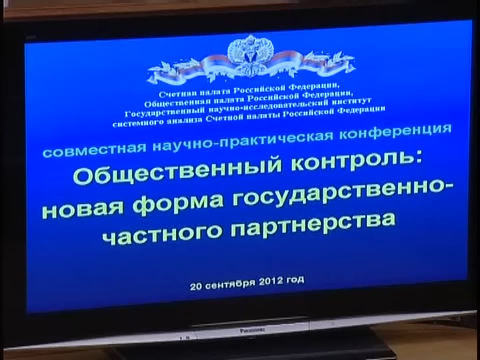 Счетная палата Российской Федерации,
Общественная палата Российской Федерации,
Государственный научно-исследовательский институт
системного анализа Счетной палаты Российской Федерации
совместная научно-практическая конференция
Общественный контроль:
новая форма государственно-
частного партнерства
20 сентября 2012 год
Panasonic